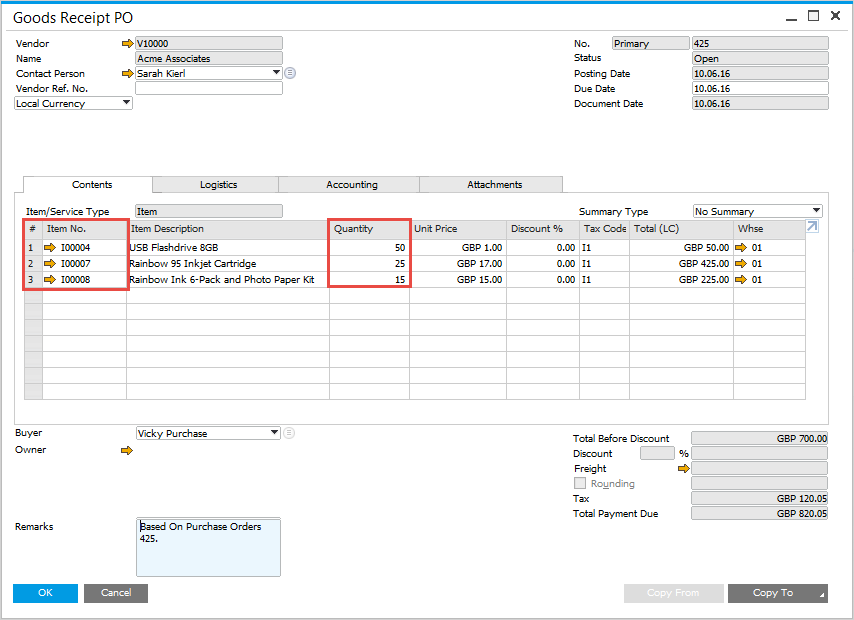 Goods Receipt PO
Vendor V10000
Name Acme Associates
Contact Person Sarah Kierl
Vendor Ref. No.
Local Currency
No. Primary 425
Status Open
Posting Date 10.06.16
Due Date 10.06.16
Document Date 10.06.16
Contents Logistics Accounting Attachments
Item/Service Type Item Summary Type No Summary
# Item No. Item Description Quantity Unit Price Discount % Tax Code Total (LC) Whse
1 I00004 USB Flashdrive 8GB 50 GBP 1.00 0.00 I1 GBP 50.00 01
2 I00007 Rainbow 95 Inkjet Cartridge 25 GBP 17.00 0.00 I1 GBP 425.00 01
3 I00008 Rainbow Ink 6-Pack and Photo Paper Kit 15 GBP 15.00 0.00 I1 GBP 225.00 01
Buyer Vicky Purchase
Owner
Remarks Based On Purchase Orders
425.
Total Before Discount GBP 700.00
Discount %
Freight
Rounding
Tax GBP 120.05
Total Payment Due GBP 820.05
OK Cancel Copy From Copy To